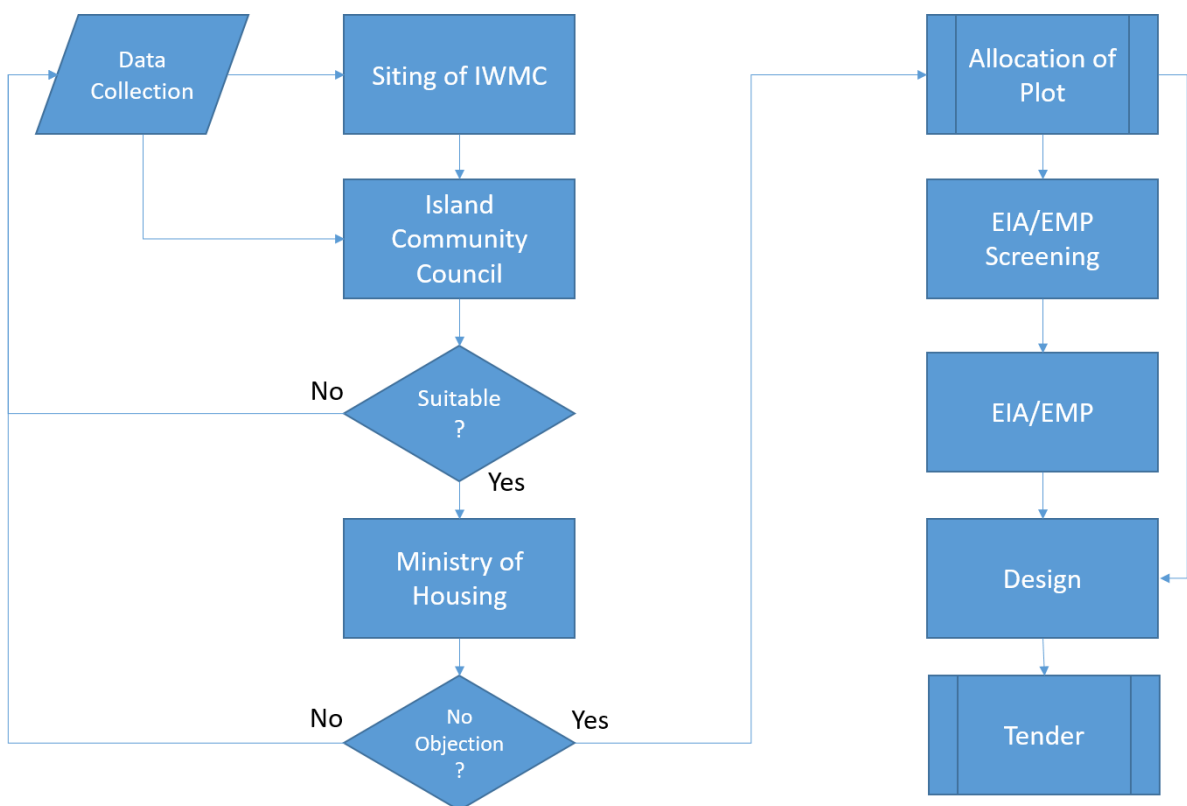 Data
Collection
Siting of IWMC
Island
Community
Council
No
Suitable
?
Yes
Ministry of
Housing
No
No
Objection
?
Yes
Allocation of
Plot
EIA/EMP
Screening
EIA/EMP
Design
Tender